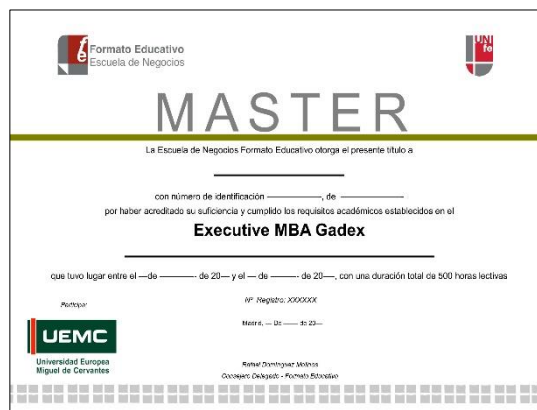 Formato Educativo
Escuela de Negocios
fe
UNI
fe
MASTER
La Escuela de Negocios Formato Educativo otorga el presente título a
con número de identificación —————, de —————
por haber acreditado su suficiencia y cumplido los requisitos académicos establecidos en el
Executive MBA Gadex
que tuvo lugar entre el —de ———- de 20— y el — de ———- de 20—, con una duración total de 500 horas lectivas
Participa:
Nº Registro: XXXXXX
Madrid, — De —— de 20—
UEMC
Universidad Europea
Miguel de Cervantes
Rafael Domínguez Molinos
Consejero Delegado - Formato Educativo